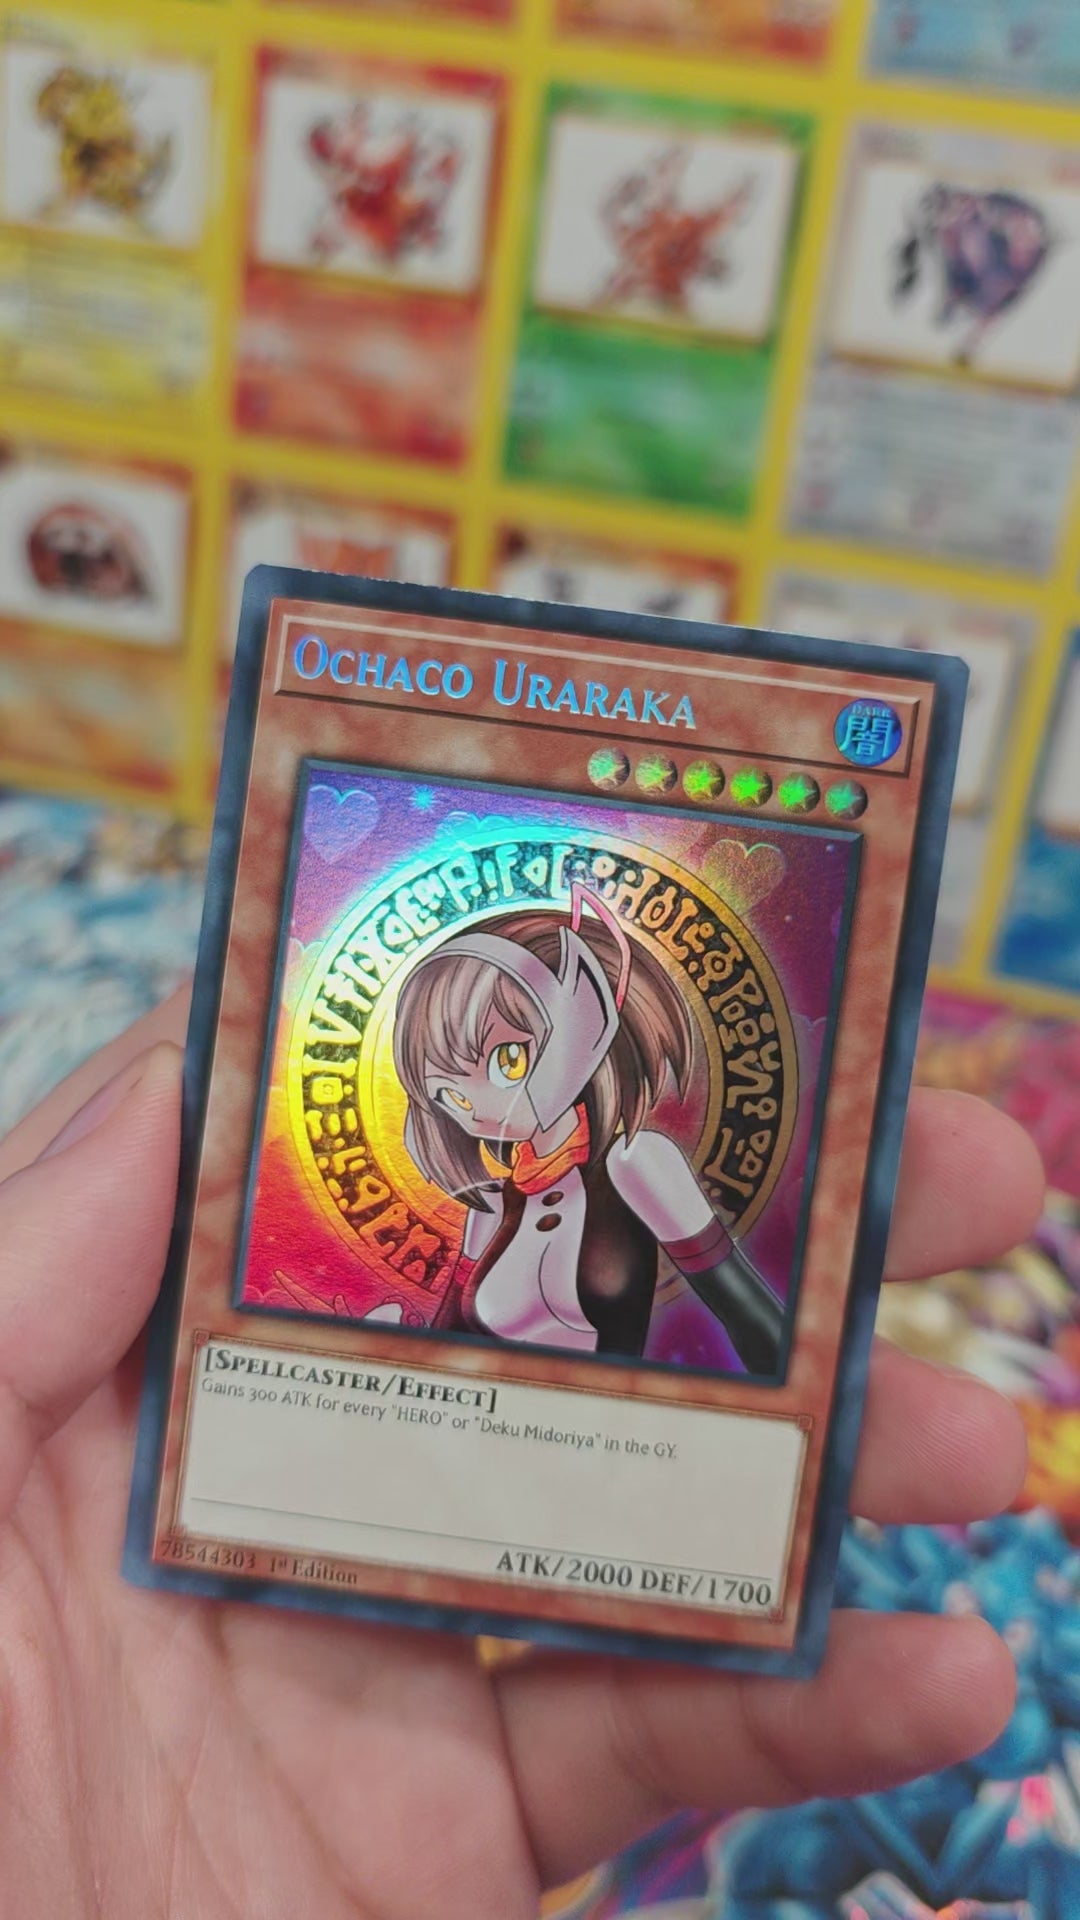 Ochaco Uraraka
DARK
闇
[Spellcaster/Effect]
Gains 300 ATK for every "HERO" or "Deku Midoriya" in the GY.
ATK/2000 DEF/1700
78544303 1st Edition